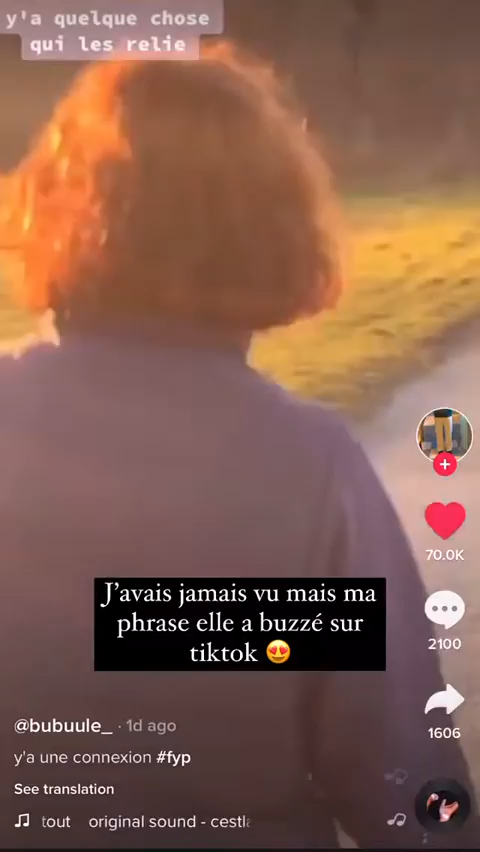 y'a quelque chose
qui les relie
70.0K
J'avais jamais vu mais ma
phrase elle a buzzé sur
tiktok 😍
2100
1606
@bubuule_ · 1d ago
y'a une connexion #fyp
See translation
tout original sound - cestl